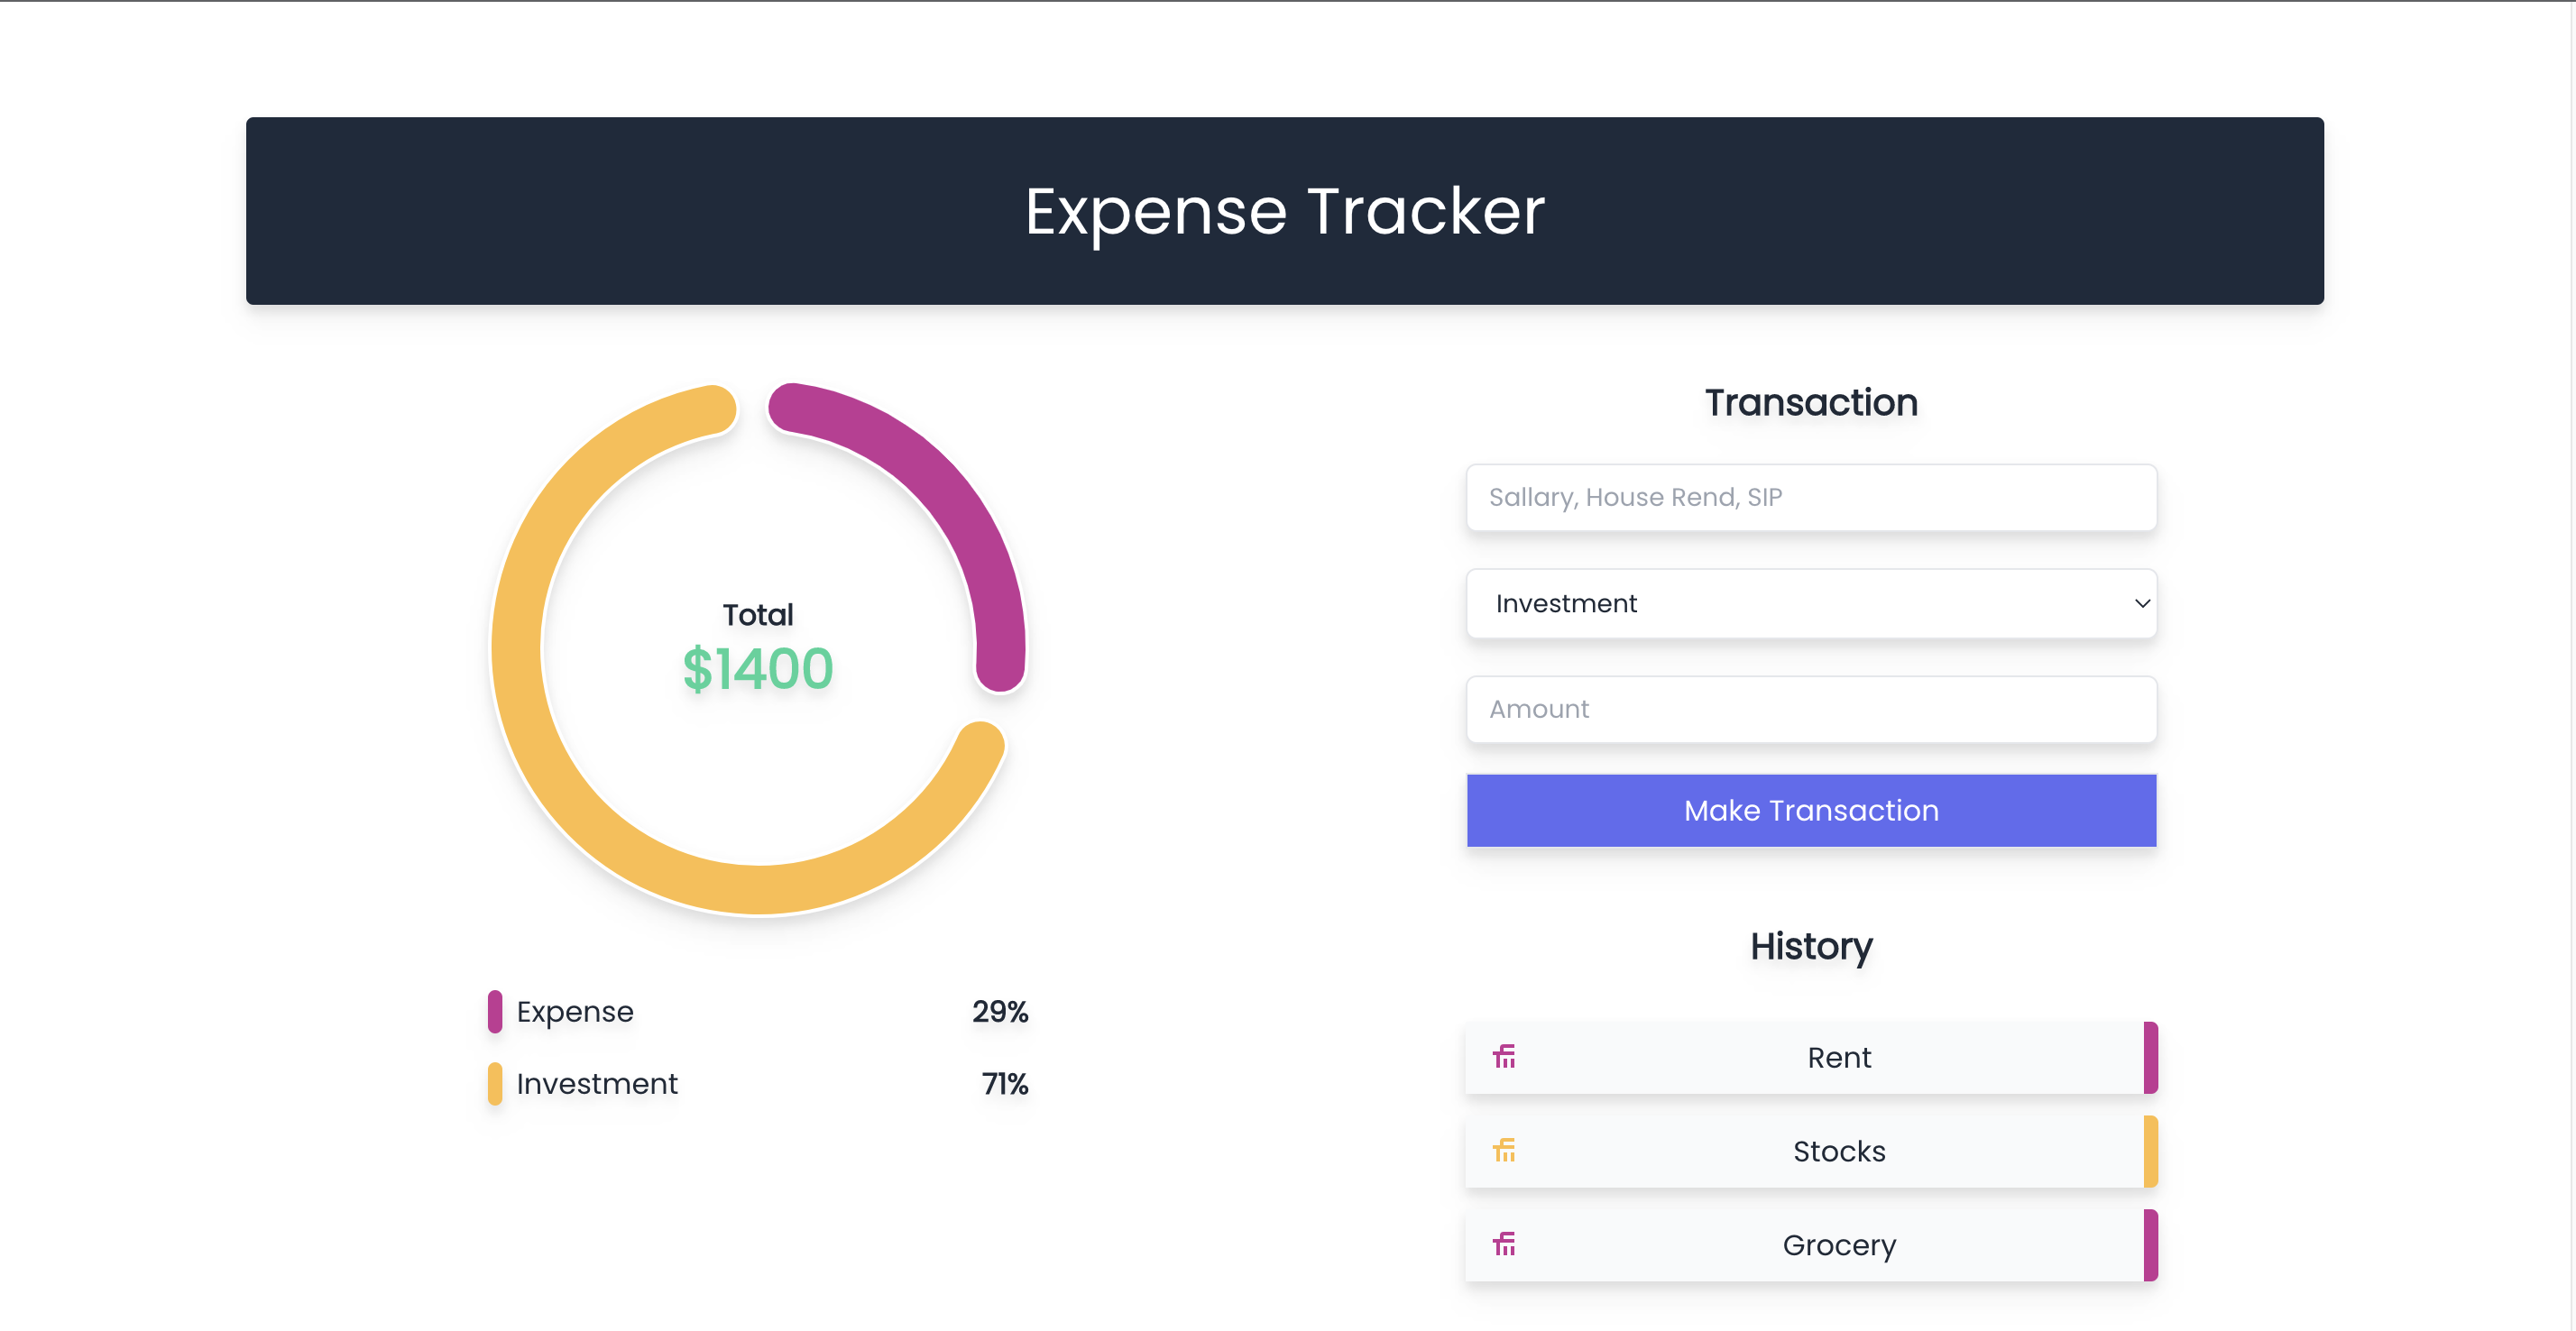 Expense Tracker
Total
$1400
Expense 29%
Investment 71%
Transaction
Sallary, House Rend, SIP
Investment
Amount
Make Transaction
History
Rent
Stocks
Grocery